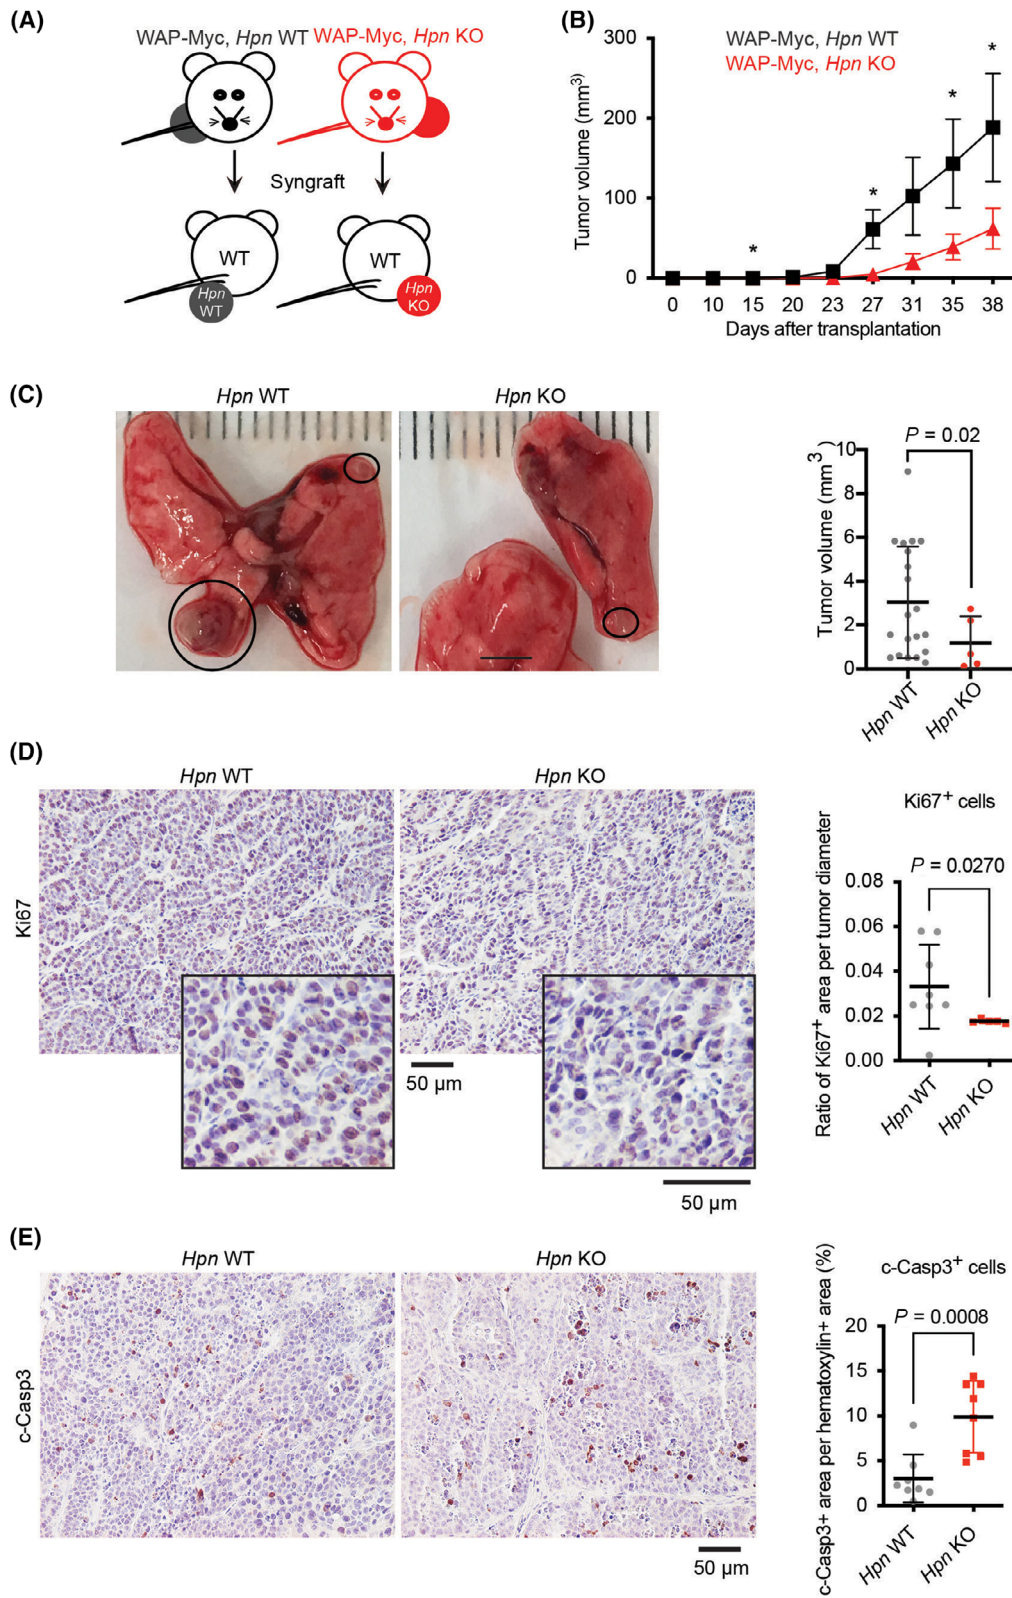 (A)
WAP-Myc, Hpn WT WAP-Myc, Hpn KO
Syngraft
WT
WT
Hpn
WT
Hpn
KO
(B)
WAP-Myc, Hpn WT
WAP-Myc, Hpn KO
Tumor volume (mm3)
300
200
100
0
* * * *
0 10 15 20 23 27 31 35 38
Days after transplantation
(C)
Hpn WT
Hpn KO
P = 0.02
Tumor volume (mm3)
10
8
6
4
2
0
Hpn WT
Hpn KO
(D)
Hpn WT
Hpn KO
Ki67
50 µm
50 µm
Ki67+ cells
P = 0.0270
Ratio of Ki67+ area per tumor diameter
0.08
0.06
0.04
0.02
0.00
Hpn WT
Hpn KO
(E)
Hpn WT
Hpn KO
c-Casp3
50 µm
c-Casp3+ cells
P = 0.0008
c-Casp3+ area per hematoxylin+ area (%)
20
15
10
5
0
Hpn WT
Hpn KO